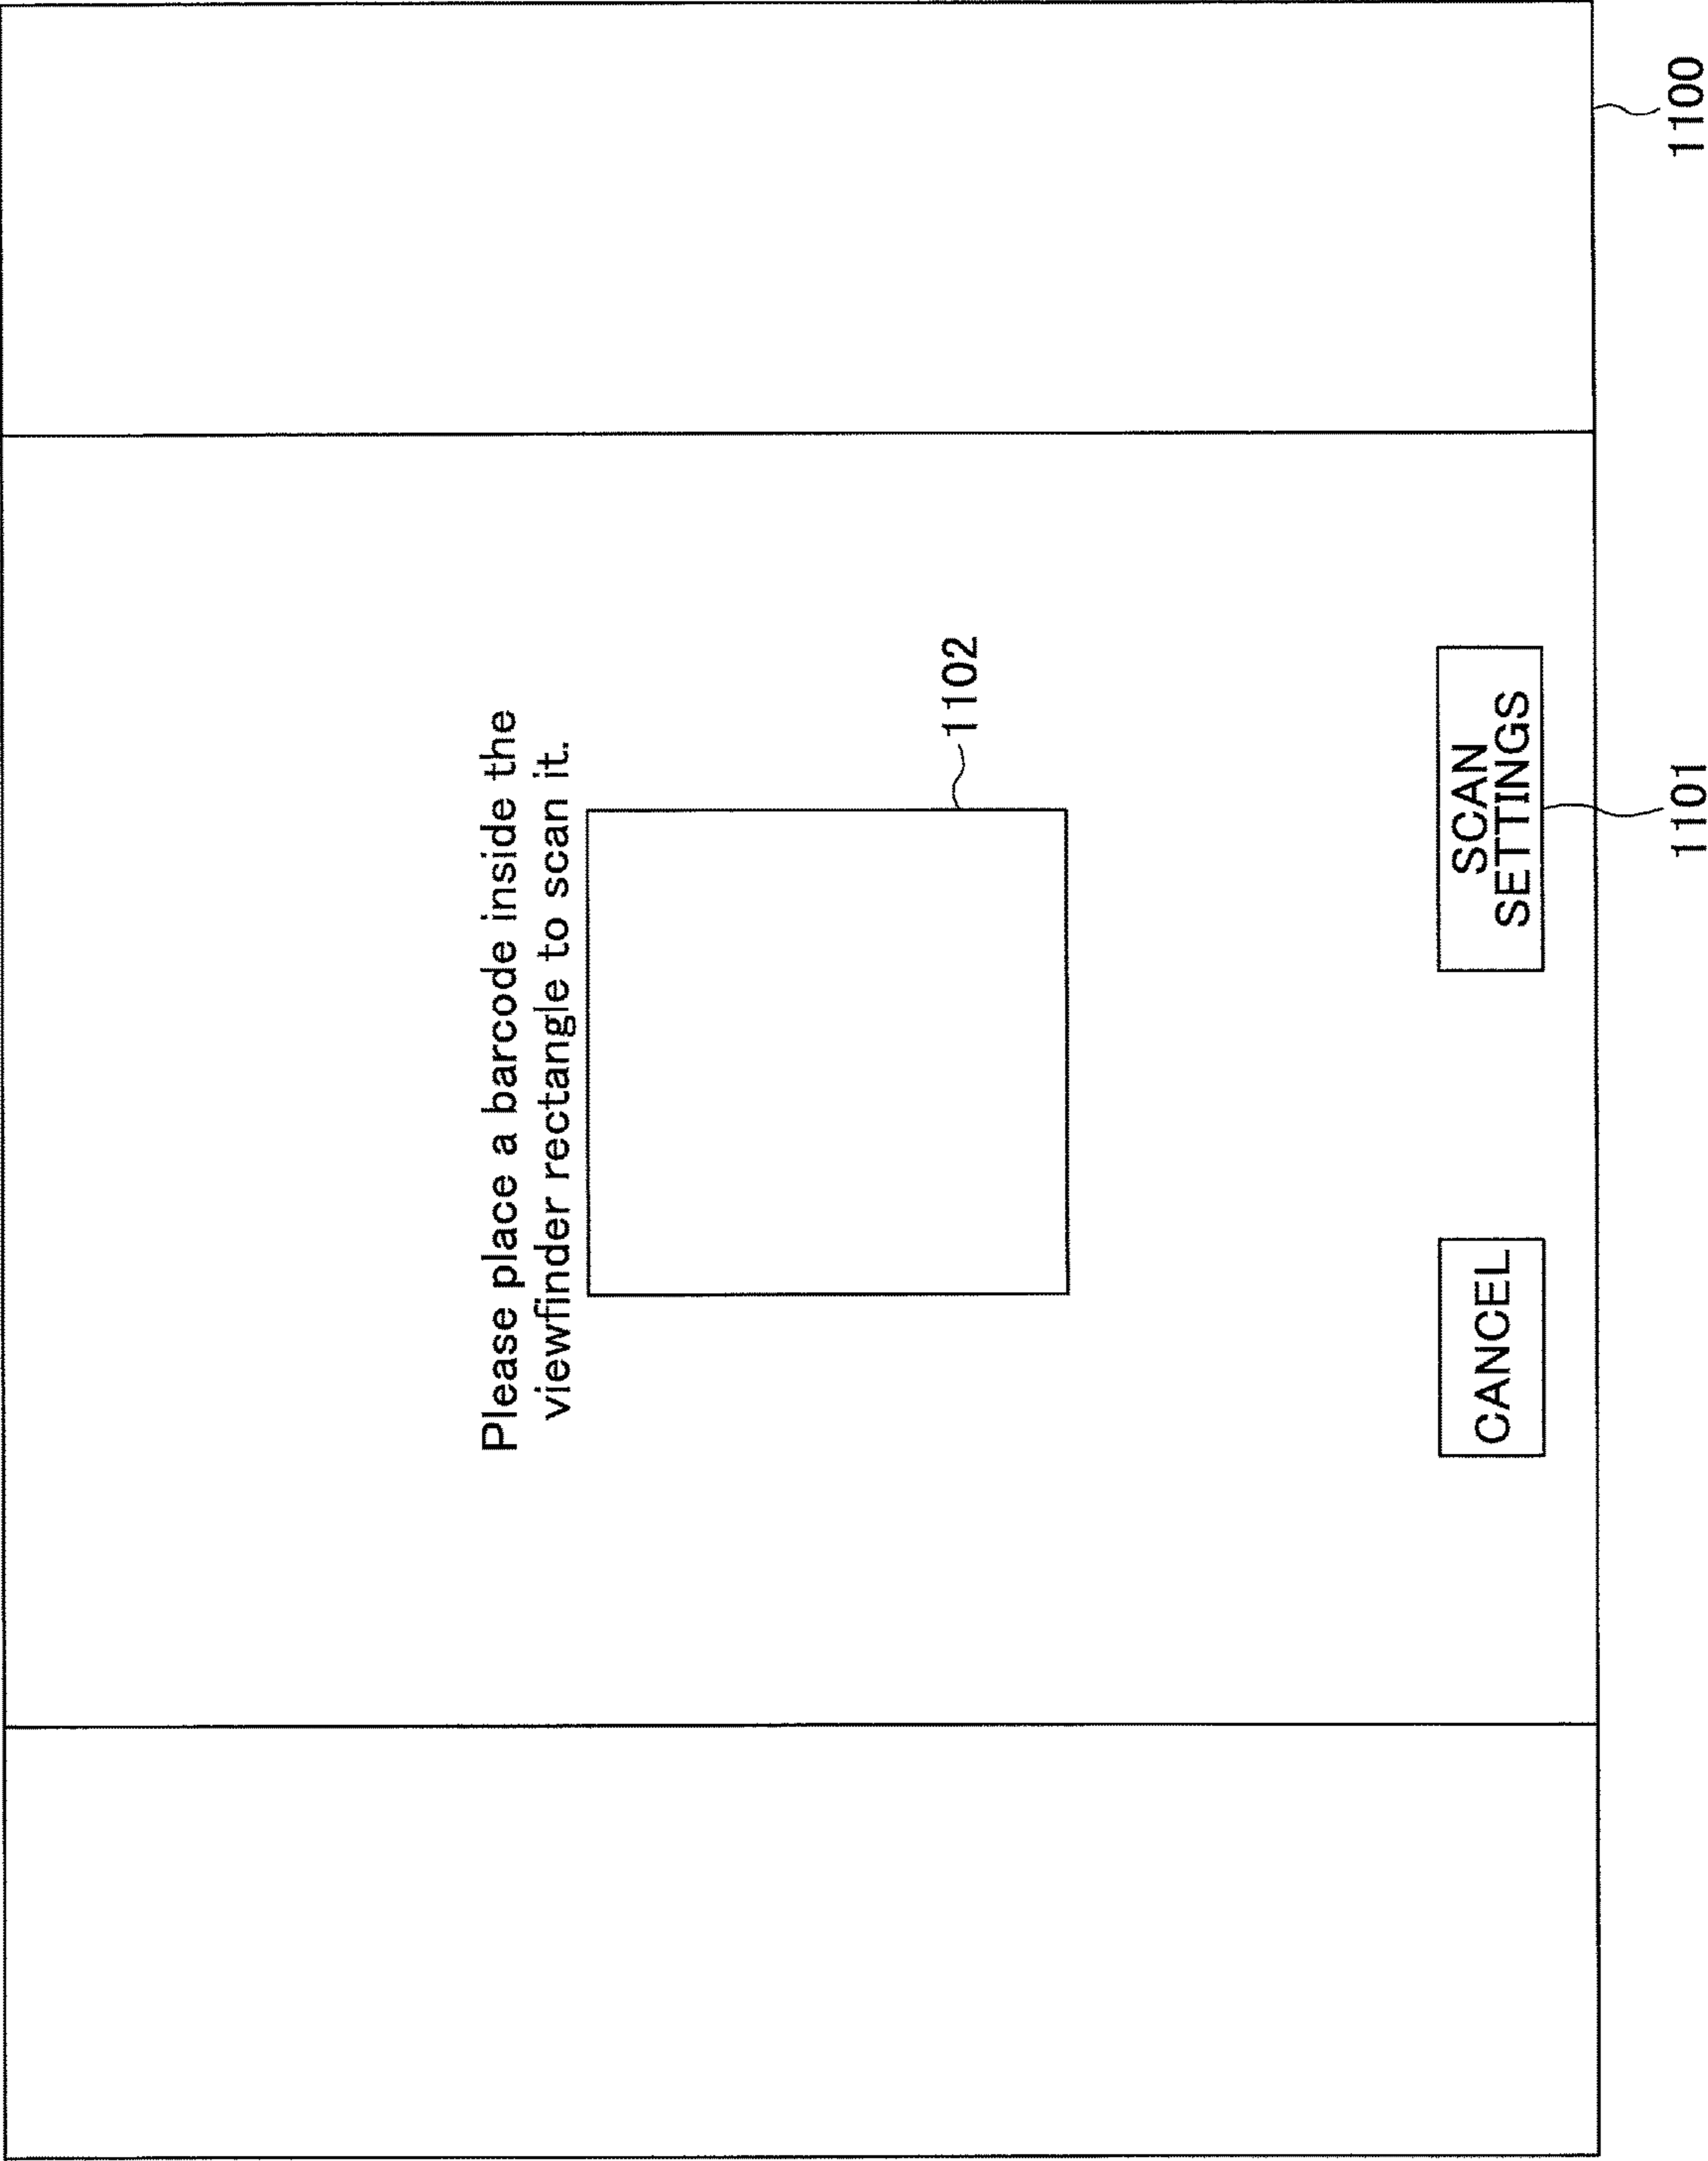 Please place a barcode inside the
viewfinder rectangle to scan it.
1102
CANCEL
SCAN
SETTINGS
1101
1100